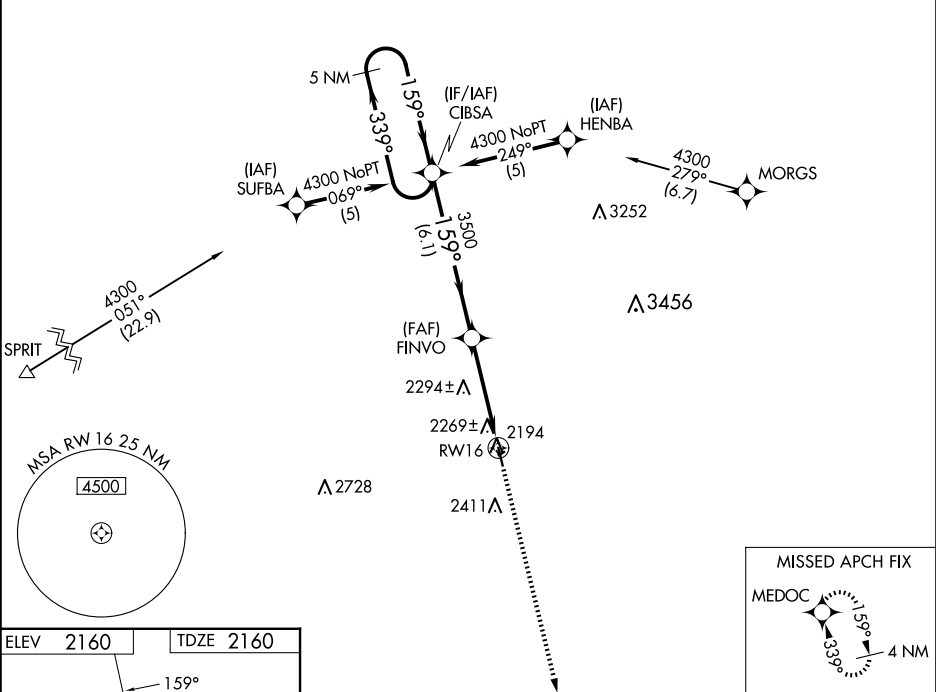 5 NM
159°
339°
(IF/IAF)
CIBSA
(IAF)
HENBA
4300 NoPT
249°
(5)
4300
279°
(6.7)
MORGS
(IAF)
SUFBA
4300 NoPT
069°
(5)
3252
3500
159°
(6.1)
4300
051°
(22.9)
SPRIT
3456
(FAF)
FINVO
2294±
2269±
2194
RW16
2728
2411
MSA RW 16 25 NM
4500
MISSED APCH FIX
MEDOC
159°
339°
4 NM
ELEV 2160
TDZE 2160
159°